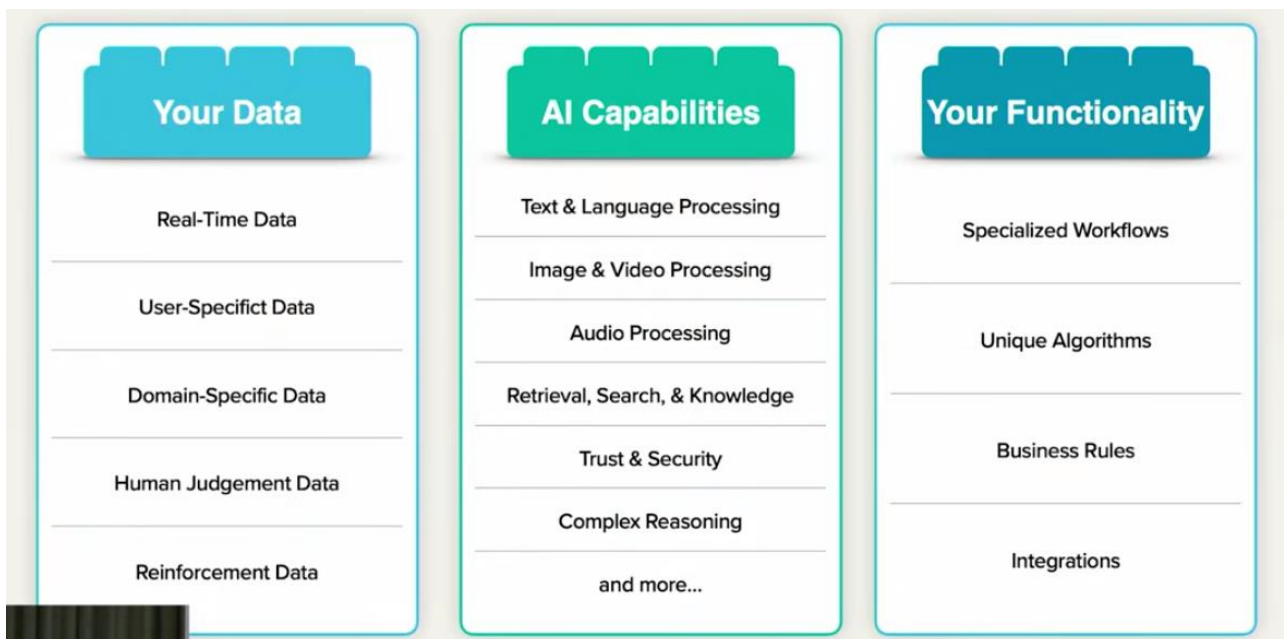 Your Data
Real-Time Data
User-Specifict Data
Domain-Specific Data
Human Judgement Data
Reinforcement Data
AI Capabilities
Text & Language Processing
Image & Video Processing
Audio Processing
Retrieval, Search, & Knowledge
Trust & Security
Complex Reasoning
and more...
Your Functionality
Specialized Workflows
Unique Algorithms
Business Rules
Integrations